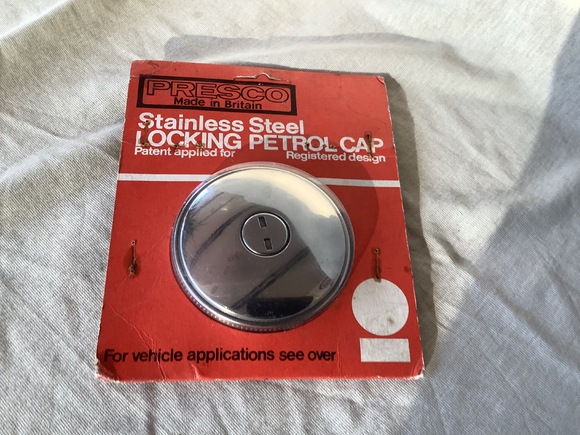 PRESCO
Made in Britain
Stainless Steel
LOCKING PETROL CAP
Patent applied for Registered design
For vehicle applications see over